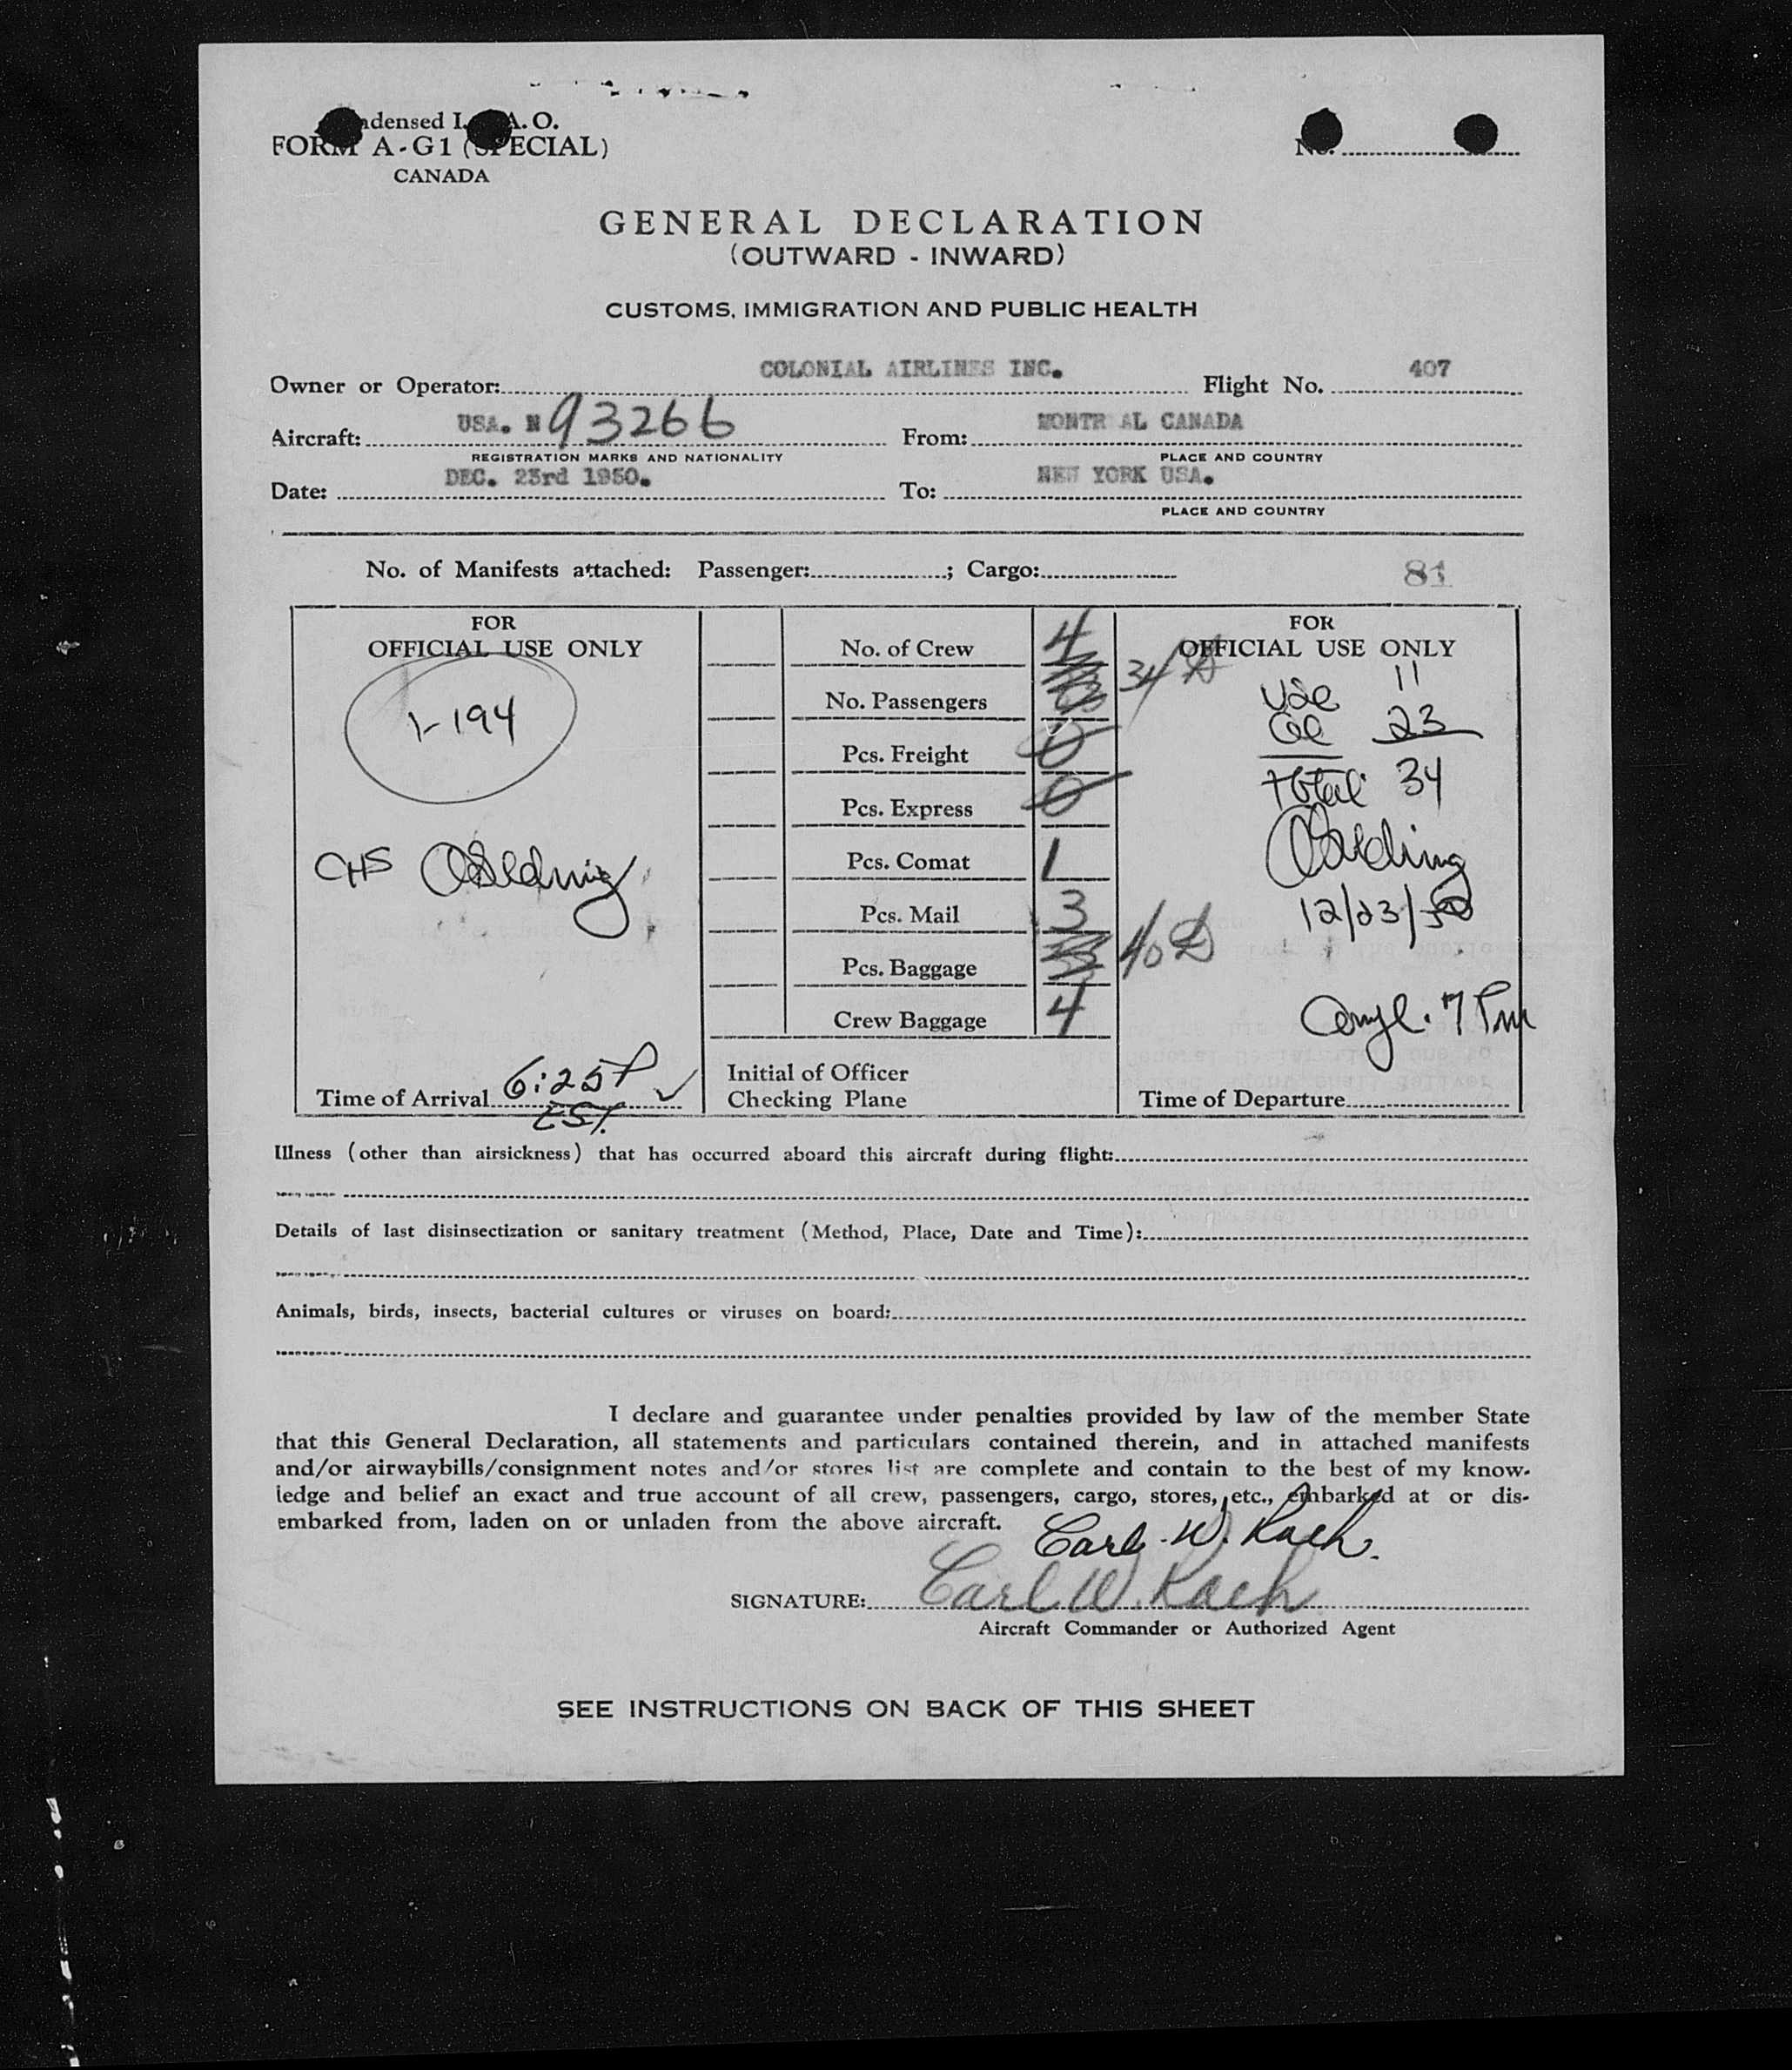 Condensed I.C.A.O.
FORM A-G1 (SPECIAL)
CANADA
No.
GENERAL DECLARATION
(OUTWARD - INWARD)
CUSTOMS, IMMIGRATION AND PUBLIC HEALTH
Owner or Operator: COLONIAL AIRLINES INC. Flight No. 407
Aircraft: USA. N 93266 From: MONTR AL CANADA
REGISTRATION MARKS AND NATIONALITY PLACE AND COUNTRY
Date: DEC. 23rd 1950. To: NEW YORK USA.
PLACE AND COUNTRY
No. of Manifests attached: Passenger: ; Cargo: 81
FOR
OFFICIAL USE ONLY
1-194
CHS
Time of Arrival 6:25P
EST.
No. of Crew 4
No. Passengers 34
Pcs. Freight 0
Pcs. Express 0
Pcs. Comat 1
Pcs. Mail 3
Pcs. Baggage 40
Crew Baggage 4
Initial of Officer
Checking Plane
FOR
OFFICIAL USE ONLY
USC 11
23
total 34
12/23/50
7 Pm
Time of Departure
Illness (other than airsickness) that has occurred aboard this aircraft during flight:
Details of last disinsectization or sanitary treatment (Method, Place, Date and Time):
Animals, birds, insects, bacterial cultures or viruses on board:
I declare and guarantee under penalties provided by law of the member State
that this General Declaration, all statements and particulars contained therein, and in attached manifests
and/or airwaybills/consignment notes and/or stores list are complete and contain to the best of my know-
ledge and belief an exact and true account of all crew, passengers, cargo, stores, etc., embarked at or dis-
embarked from, laden on or unladen from the above aircraft.
Carl W. Koch.
SIGNATURE: Carl W. Koch
Aircraft Commander or Authorized Agent
SEE INSTRUCTIONS ON BACK OF THIS SHEET